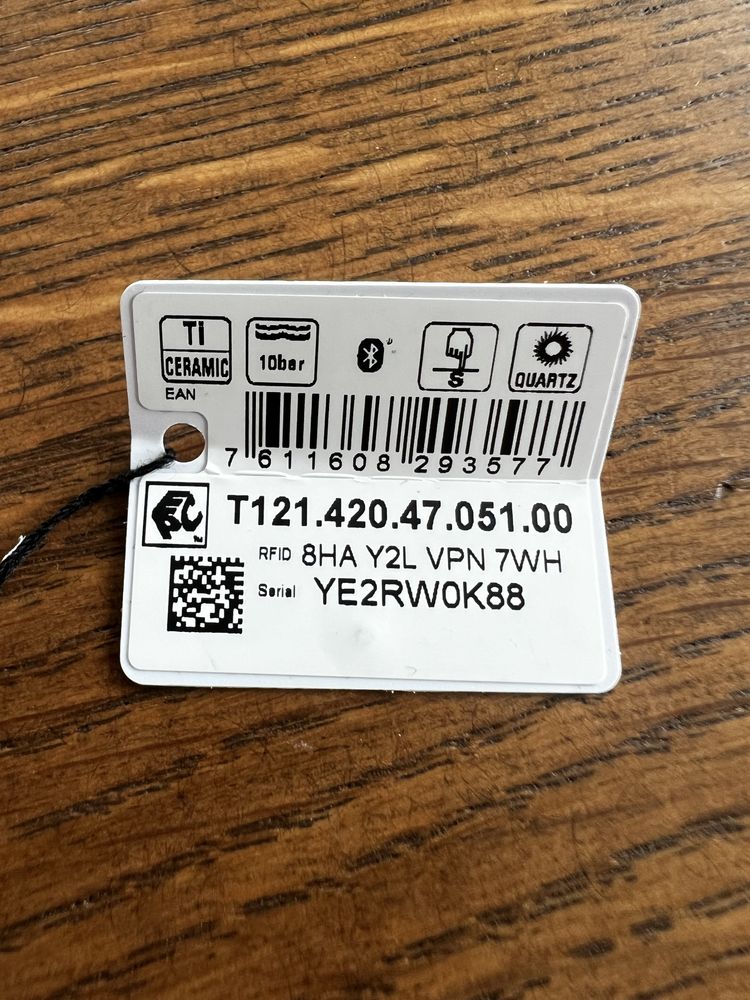 Ti
CERAMIC
10bar
S
QUARTZ
EAN
7 611608 293577
T121.420.47.051.00
RFID 8HA Y2L VPN 7WH
Serial YE2RW0K88